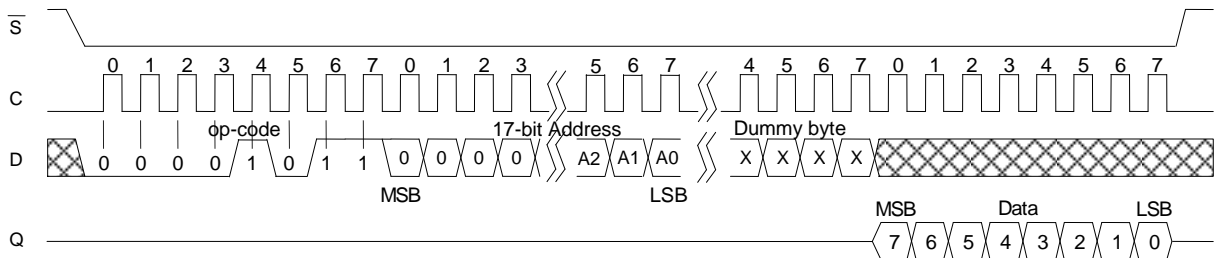 S
0 1 2 3 4 5 6 7 0 1 2 3 5 6 7 4 5 6 7 0 1 2 3 4 5 6 7
C
op-code 17-bit Address Dummy byte
D 0 0 0 0 1 0 1 1 0 0 0 0 A2 A1 A0 X X X X
MSB LSB
MSB Data LSB
Q 7 6 5 4 3 2 1 0